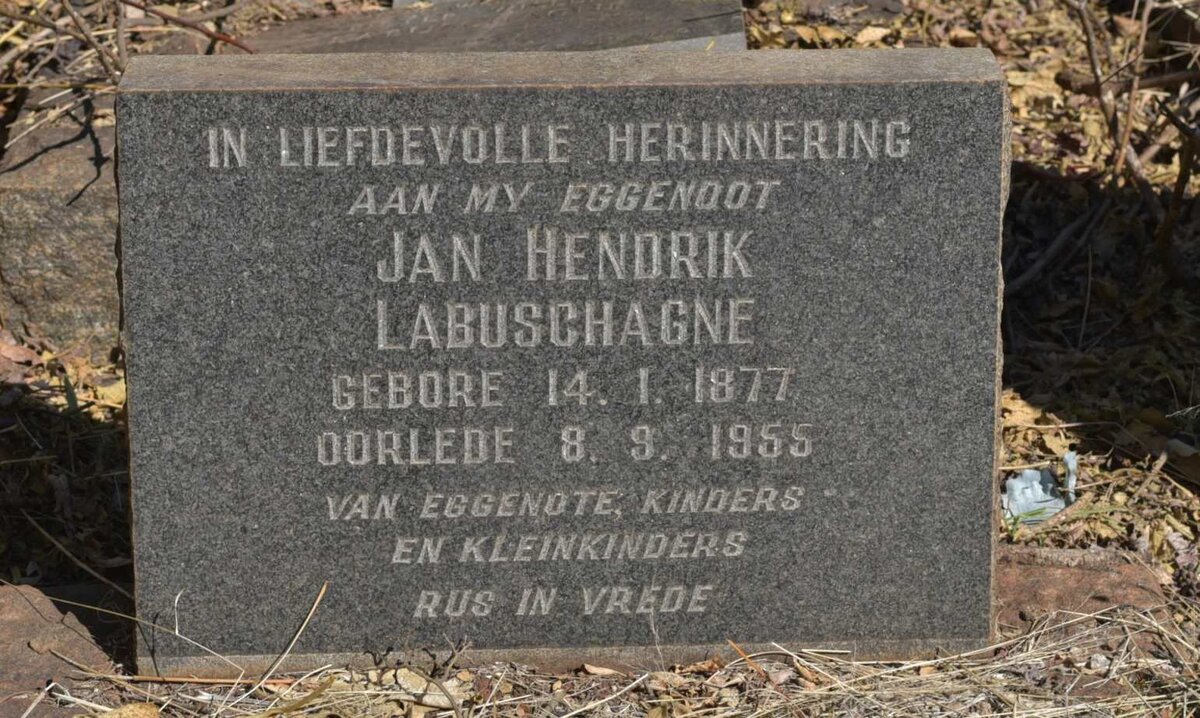 IN LIEFDEVOLLE HERINNERING
AAN MY EGGENOOT
JAN HENDRIK
LABUSCHAGNE
GEBORE 14. 1. 1877
OORLEDE 8. 9. 1955
VAN EGGENOTE, KINDERS
EN KLEINKINDERS
RUS IN VREDE